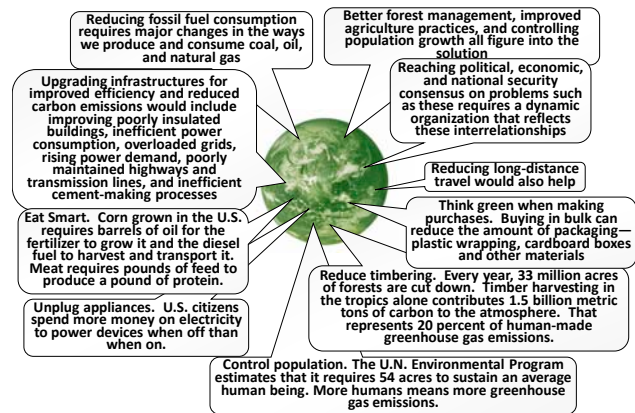 Reducing fossil fuel consumption
requires major changes in the ways
we produce and consume coal, oil,
and natural gas
Better forest management, improved
agriculture practices, and controlling
population growth all figure into the
solution
Upgrading infrastructures for
improved efficiency and reduced
carbon emissions would include
improving poorly insulated
buildings, inefficient power
consumption, overloaded grids,
rising power demand, poorly
maintained highways and
transmission lines, and inefficient
cement-making processes
Reaching political, economic,
and national security
consensus on problems such
as these requires a dynamic
organization that reflects
these interrelationships
Reducing long-distance
travel would also help
Eat Smart. Corn grown in the U.S.
requires barrels of oil for the
fertilizer to grow it and the diesel
fuel to harvest and transport it.
Meat requires pounds of feed to
produce a pound of protein.
Think green when making
purchases. Buying in bulk can
reduce the amount of packaging—
plastic wrapping, cardboard boxes
and other materials
Unplug appliances. U.S. citizens
spend more money on electricity
to power devices when off than
when on.
Reduce timbering. Every year, 33 million acres
of forests are cut down. Timber harvesting in
the tropics alone contributes 1.5 billion metric
tons of carbon to the atmosphere. That
represents 20 percent of human-made
greenhouse gas emissions.
Control population. The U.N. Environmental Program
estimates that it requires 54 acres to sustain an average
human being. More humans means more greenhouse
gas emissions.